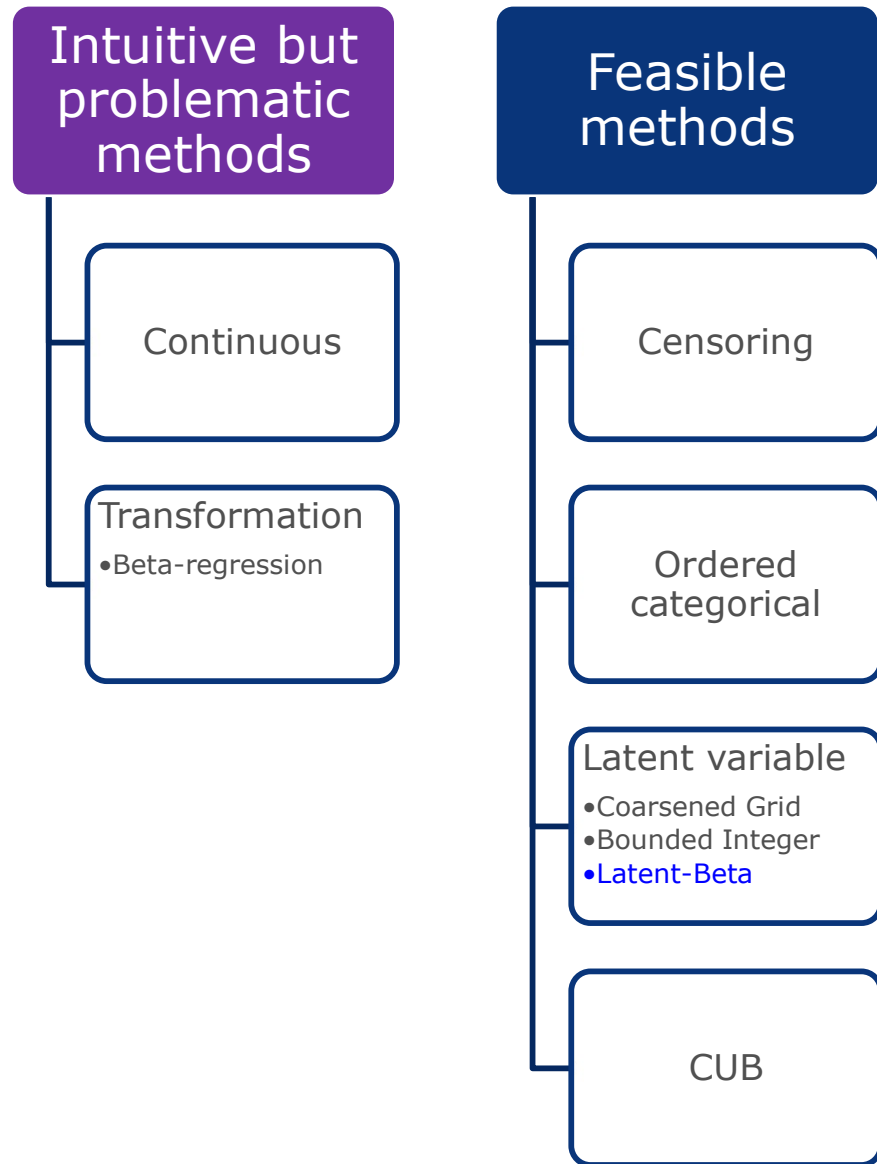 Intuitive but
problematic
methods
Continuous
Transformation
•Beta-regression
Feasible
methods
Censoring
Ordered
categorical
Latent variable
•Coarsened Grid
•Bounded Integer
•Latent-Beta
CUB